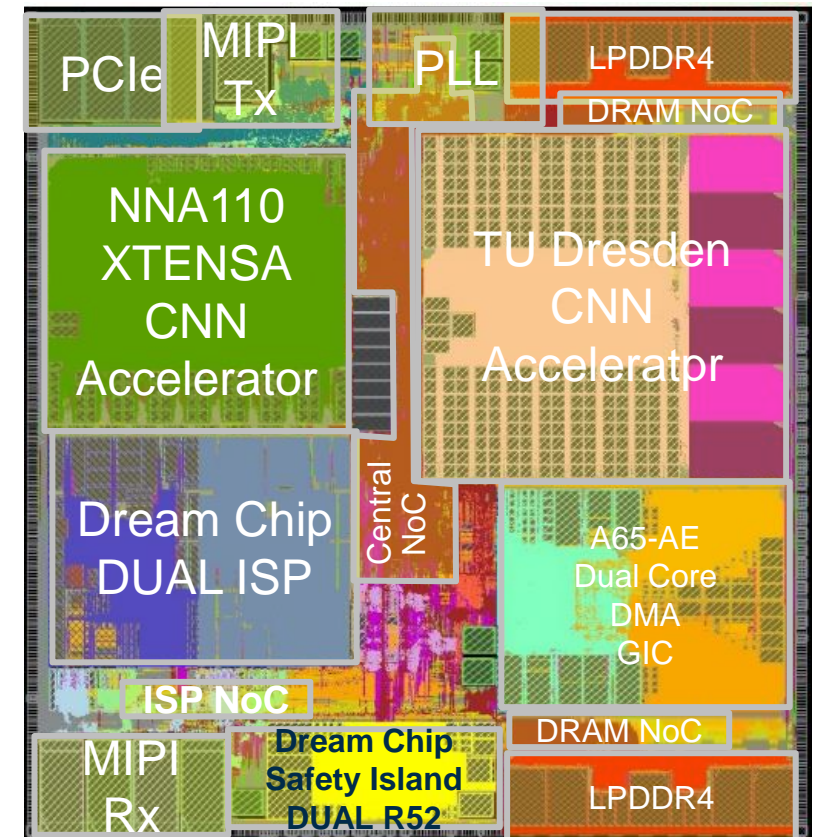 PCIe
MIPI
Tx
PLL
LPDDR4
DRAM NoC
NNA110
XTENSA
CNN
Accelerator
TU Dresden
CNN
Acceleratpr
Central
NoC
Dream Chip
DUAL ISP
A65-AE
Dual Core
DMA
GIC
ISP NoC
DRAM NoC
MIPI
Rx
Dream Chip
Safety Island
DUAL R52
LPDDR4